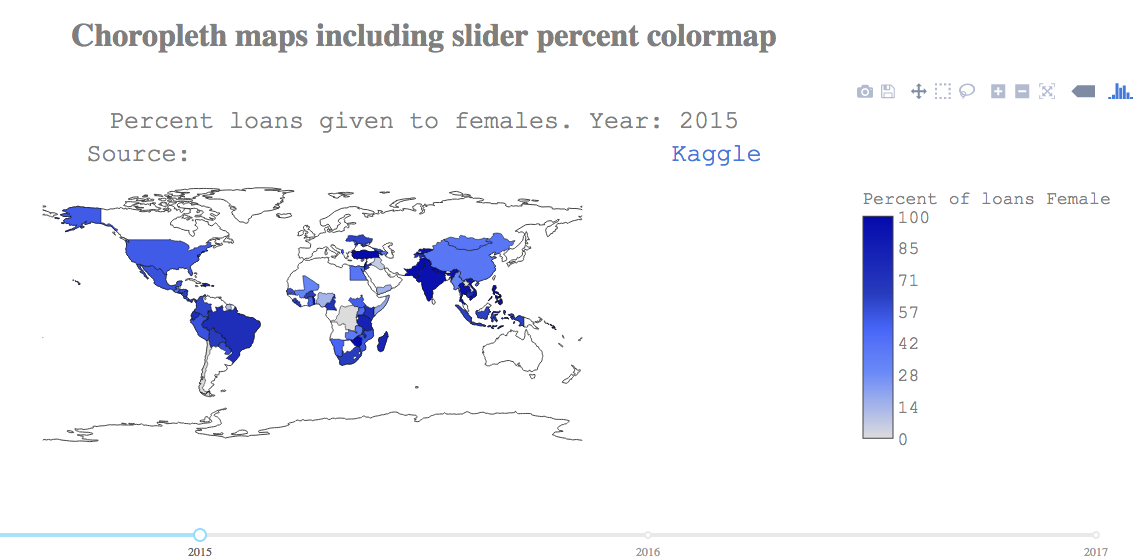 Choropleth maps including slider percent colormap
Percent loans given to females. Year: 2015
Source: Kaggle
Percent of loans Female
100
85
71
57
42
28
14
0
2015 2016 2017